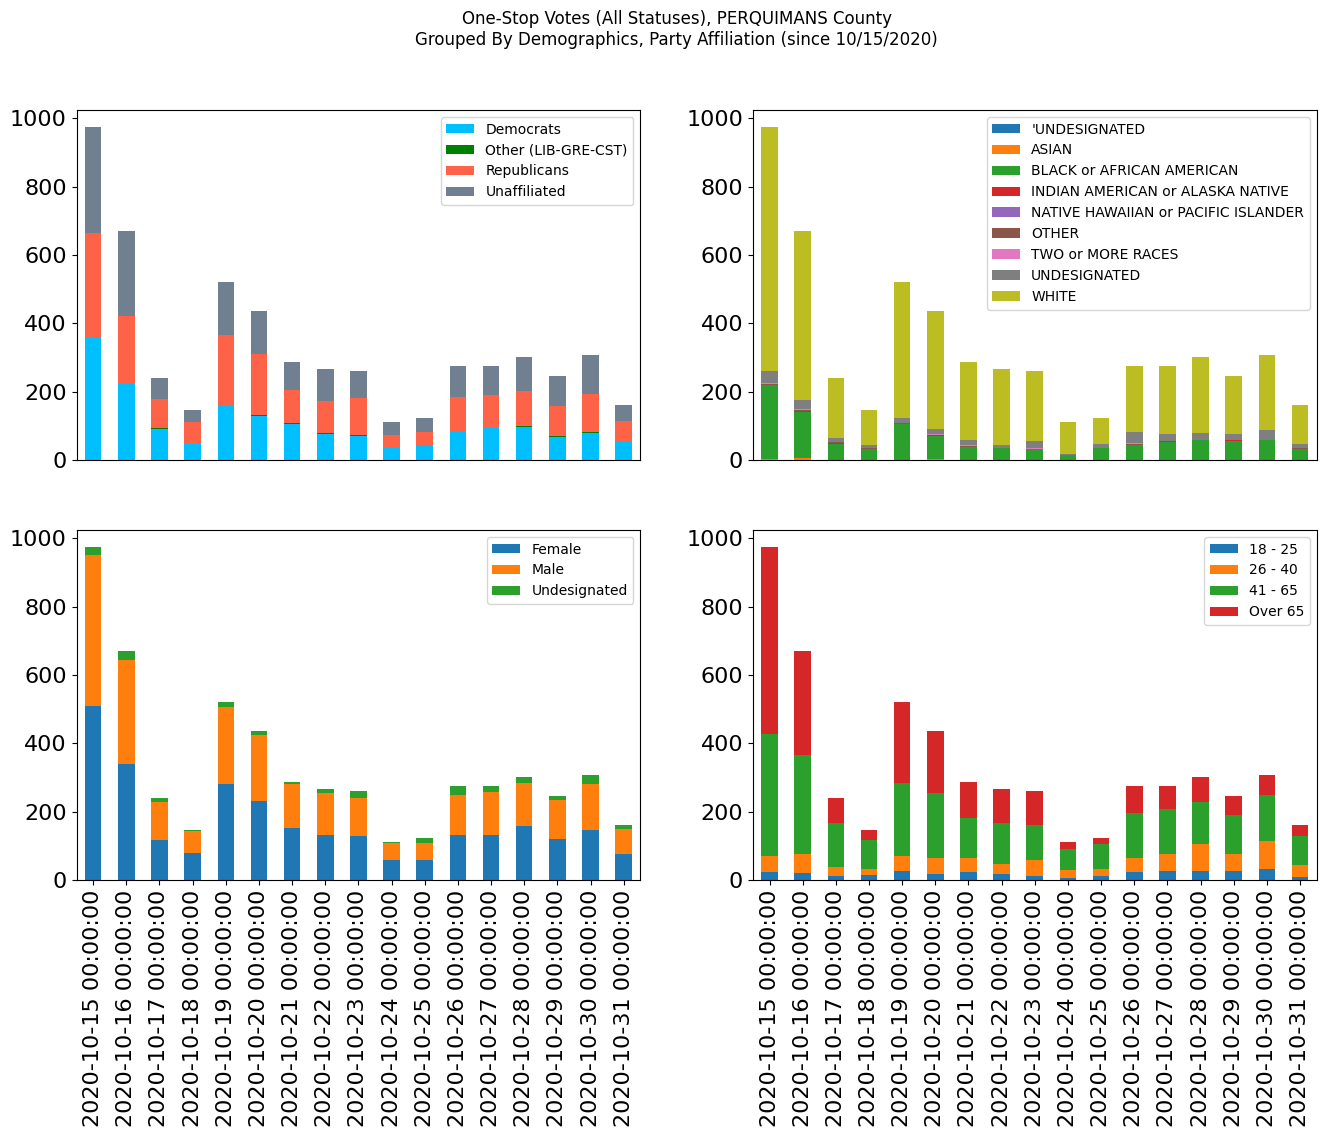 One-Stop Votes (All Statuses), PERQUIMANS County
Grouped By Demographics, Party Affiliation (since 10/15/2020)
1000
800
600
400
200
0
Democrats
Other (LIB-GRE-CST)
Republicans
Unaffiliated
1000
800
600
400
200
0
'UNDESIGNATED
ASIAN
BLACK or AFRICAN AMERICAN
INDIAN AMERICAN or ALASKA NATIVE
NATIVE HAWAIIAN or PACIFIC ISLANDER
OTHER
TWO or MORE RACES
UNDESIGNATED
WHITE
1000
800
600
400
200
0
Female
Male
Undesignated
2020-10-15 00:00:00
2020-10-16 00:00:00
2020-10-17 00:00:00
2020-10-18 00:00:00
2020-10-19 00:00:00
2020-10-20 00:00:00
2020-10-21 00:00:00
2020-10-22 00:00:00
2020-10-23 00:00:00
2020-10-24 00:00:00
2020-10-25 00:00:00
2020-10-26 00:00:00
2020-10-27 00:00:00
2020-10-28 00:00:00
2020-10-29 00:00:00
2020-10-30 00:00:00
2020-10-31 00:00:00
1000
800
600
400
200
0
18 - 25
26 - 40
41 - 65
Over 65
2020-10-15 00:00:00
2020-10-16 00:00:00
2020-10-17 00:00:00
2020-10-18 00:00:00
2020-10-19 00:00:00
2020-10-20 00:00:00
2020-10-21 00:00:00
2020-10-22 00:00:00
2020-10-23 00:00:00
2020-10-24 00:00:00
2020-10-25 00:00:00
2020-10-26 00:00:00
2020-10-27 00:00:00
2020-10-28 00:00:00
2020-10-29 00:00:00
2020-10-30 00:00:00
2020-10-31 00:00:00